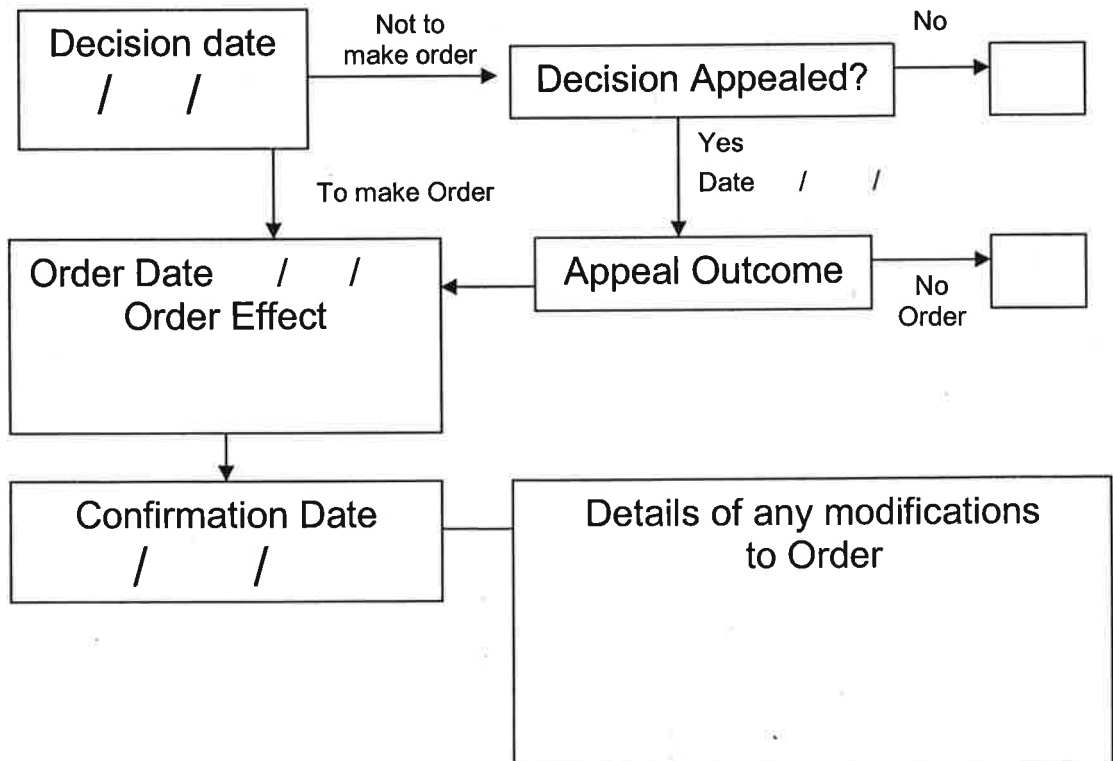 Decision date
/ /
Not to
make order
Decision Appealed?
No
Yes
Date / /
To make Order
Order Date / /
Order Effect
Appeal Outcome
No
Order
Confirmation Date
/ /
Details of any modifications
to Order